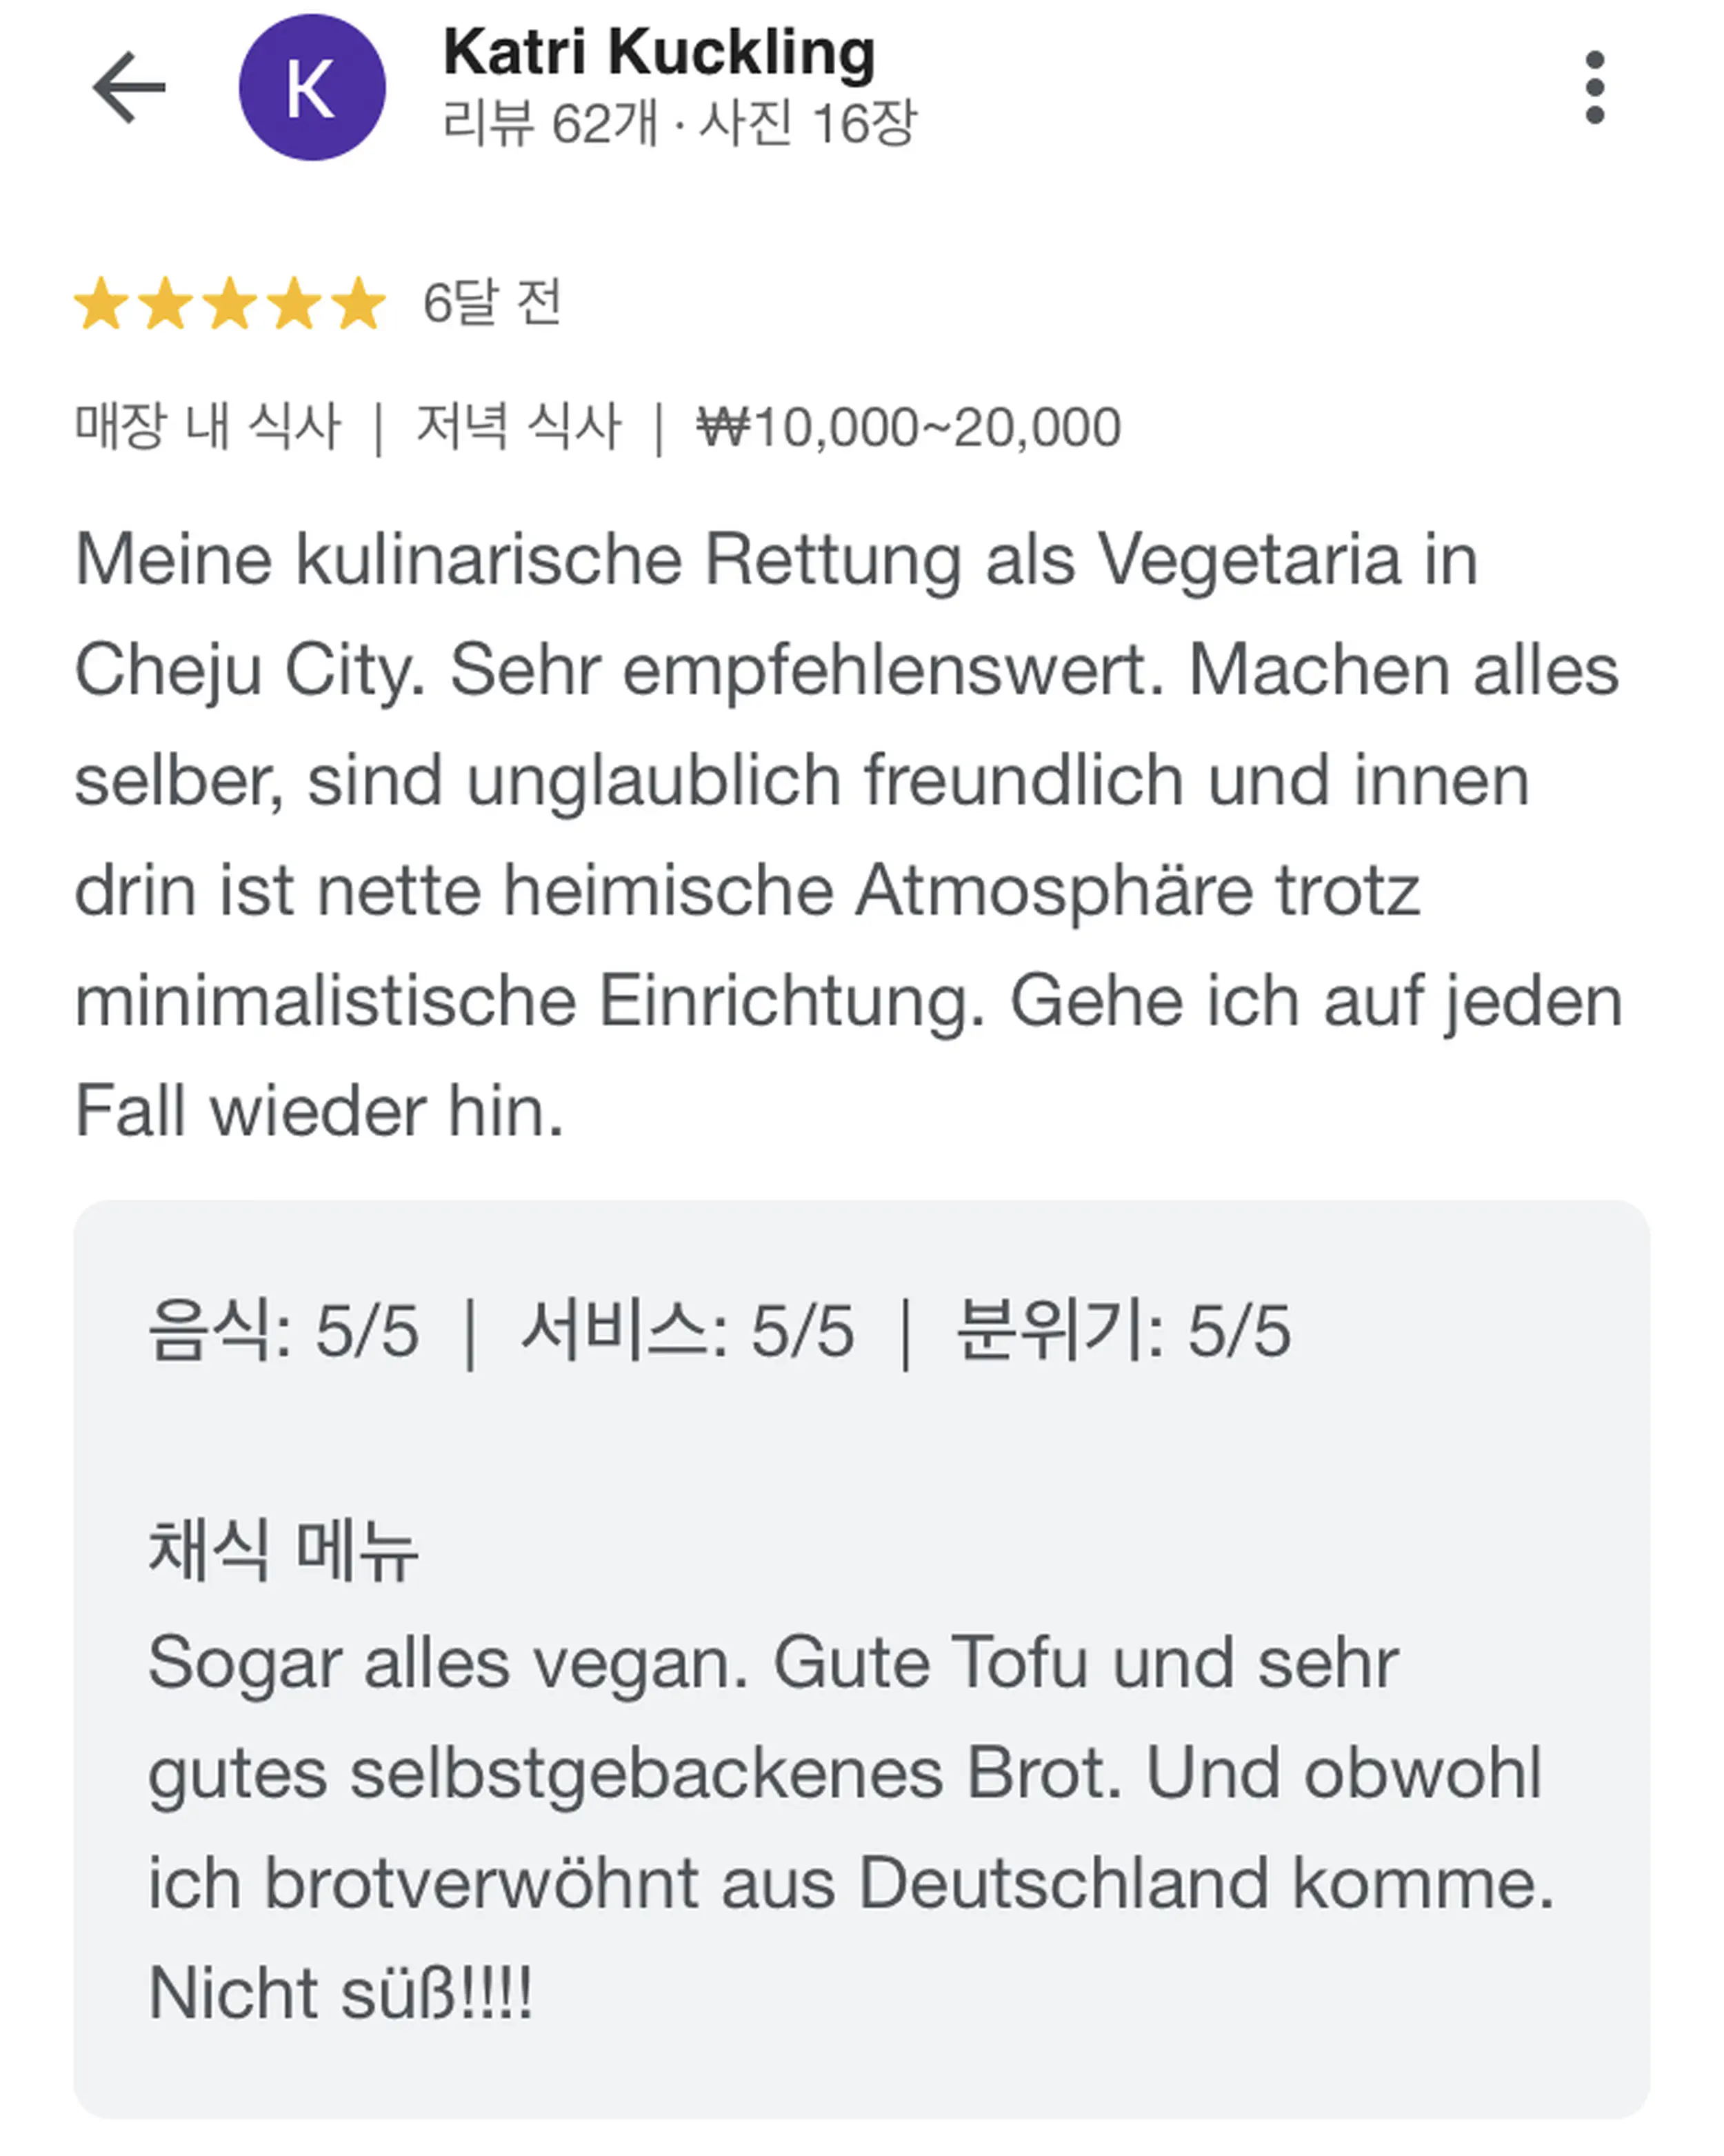 K
Katri Kuckling
리뷰 62개 · 사진 16장
6달 전
매장 내 식사 | 저녁 식사 | ₩10,000~20,000
Meine kulinarische Rettung als Vegetaria in
Cheju City. Sehr empfehlenswert. Machen alles
selber, sind unglaublich freundlich und innen
drin ist nette heimische Atmosphäre trotz
minimalistische Einrichtung. Gehe ich auf jeden
Fall wieder hin.
음식: 5/5 | 서비스: 5/5 | 분위기: 5/5
채식 메뉴
Sogar alles vegan. Gute Tofu und sehr
gutes selbstgebackenes Brot. Und obwohl
ich brotverwöhnt aus Deutschland komme.
Nicht süß!!!!